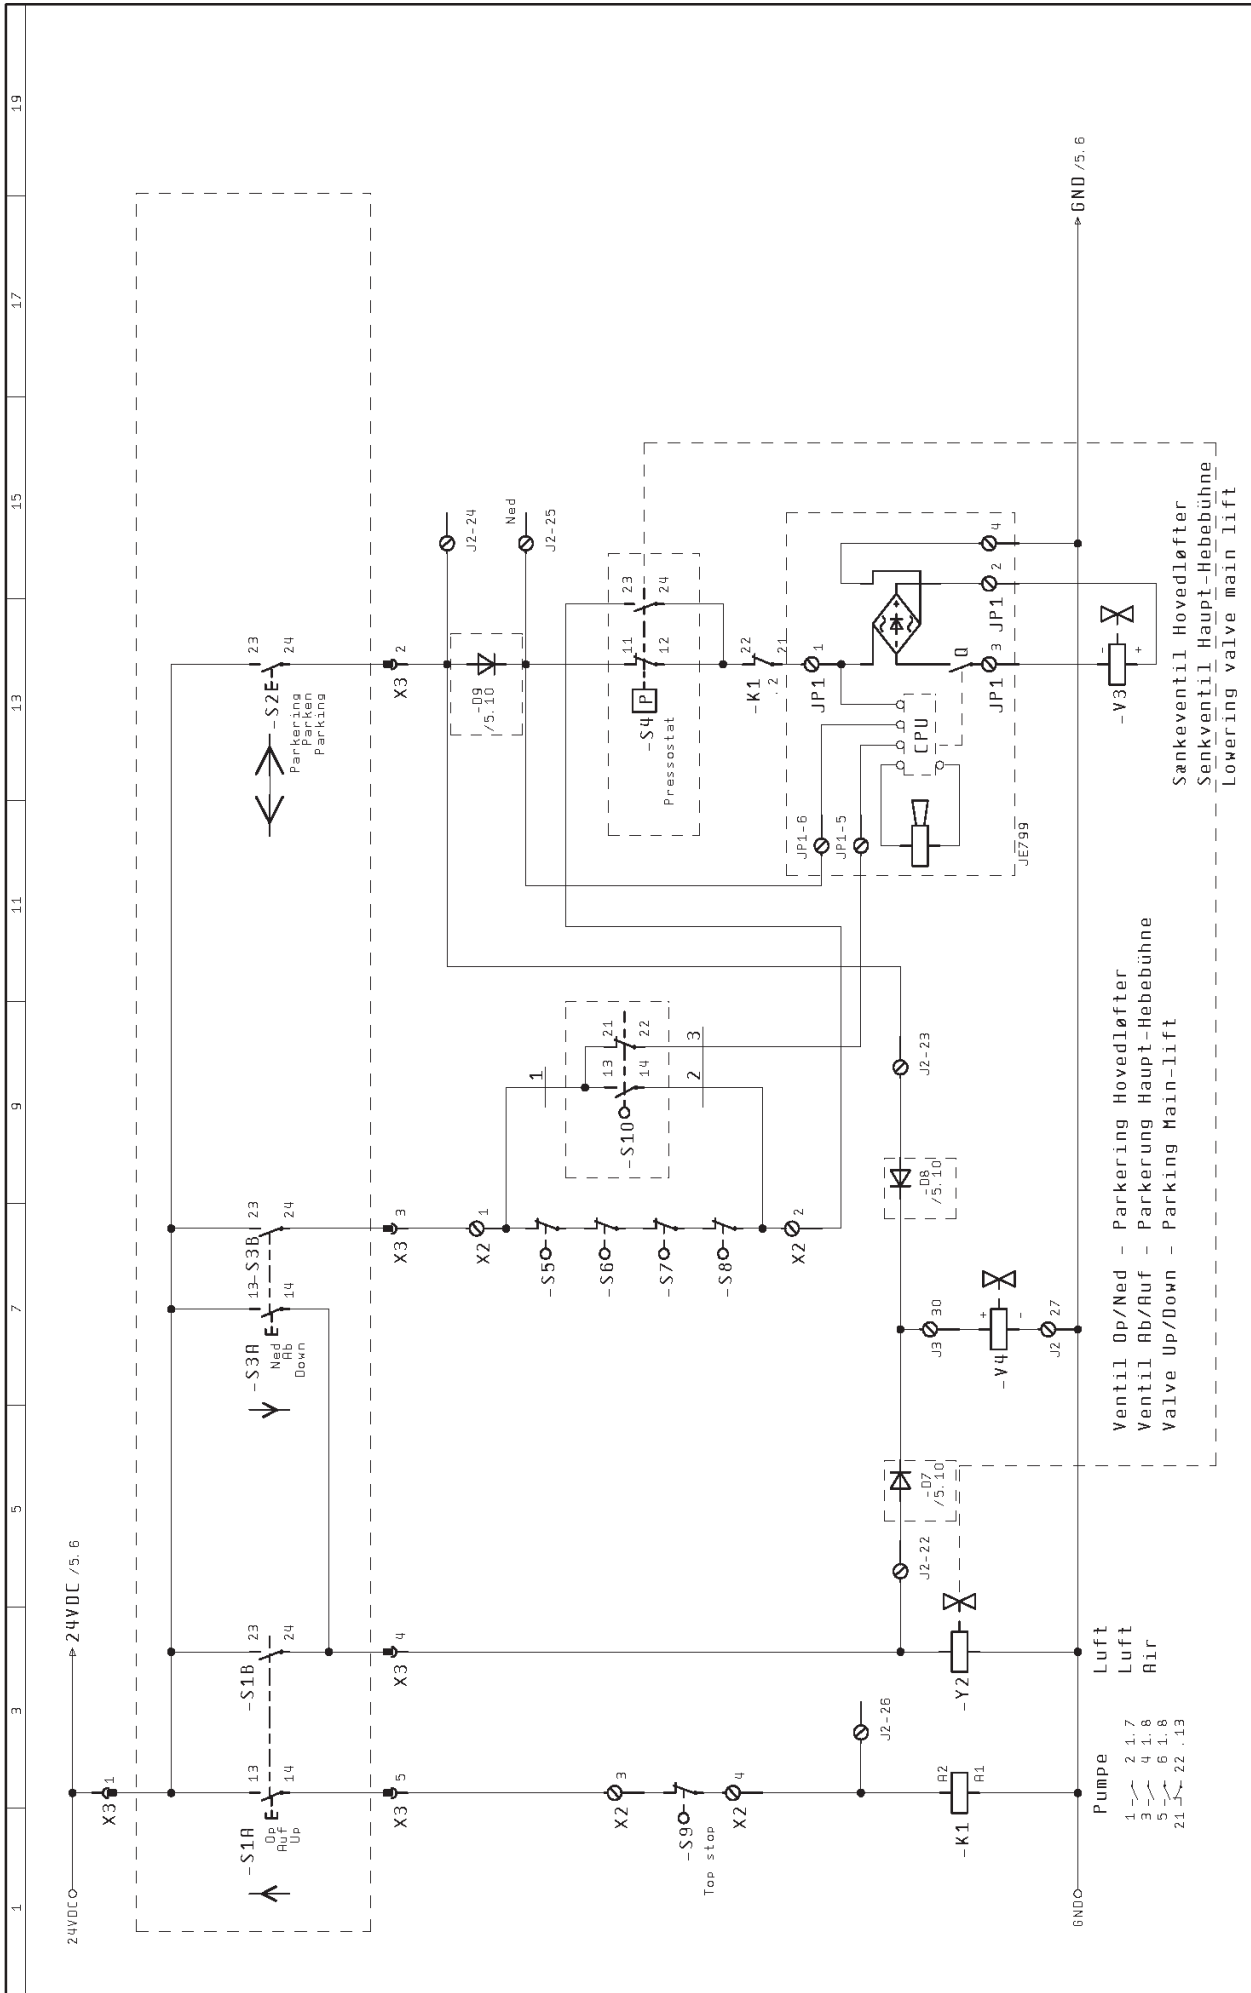 1 3 5 7 9 11 13 15 17 19
24VDC
24VDC /5.6
X3 1
-S1A
Op
Auf
Up
13
14
-S1B
23
24
-S3A
Ned
Ab
Down
13
14
-S3B
23
24
-S2
Parkering
Parken
Parking
23
24
X3 5
X3 4
X3 3
X3 2
J2-24
-D9
/5.10
Ned
J2-25
X2 1
-S5
-S6
-S7
-S8
X2 2
1
-S10
13
14
21
22
2
3
-S4
P
Pressostat
11
12
23
24
X2 3
-S9
Top stop
X2 4
-K1
.2
22
21
JP1 1
JP1-6
JP1-5
CPU
Q
JP1 3
JP1 2
4
JE799
J2-26
J2-22
-D7
/5.10
-D8
/5.10
J2-23
J3 30
-V4
+
-
J2 27
-K1
A2
A1
-Y2
-V3
-
+
GND
GND /5.6
Pumpe
1 2 1.7
3 4 1.8
5 6 1.8
21 22 .13
Luft
Luft
Air
Ventil Op/Ned - Parkering Hovedløfter
Ventil Ab/Auf - Parkerung Haupt-Hebebühne
Valve Up/Down - Parking Main-lift
Sænkeventil Hovedløfter
Senkventil Haupt-Hebebühne
Lowering valve main lift